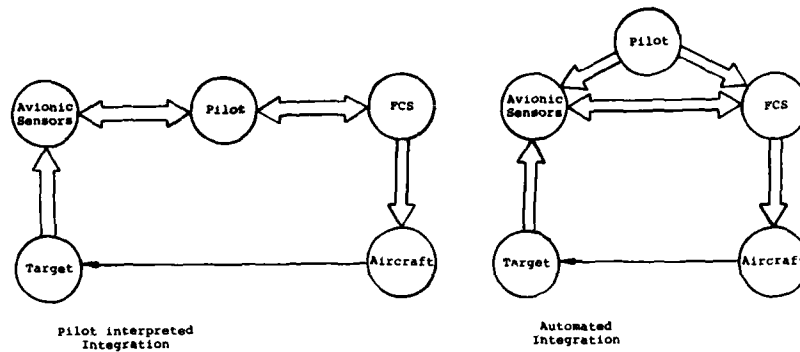 Avionic
Sensors
Pilot
FCS
Target
Aircraft
Pilot interpreted
Integration
Pilot
Avionic
Sensors
FCS
Target
Aircraft
Automated
Integration